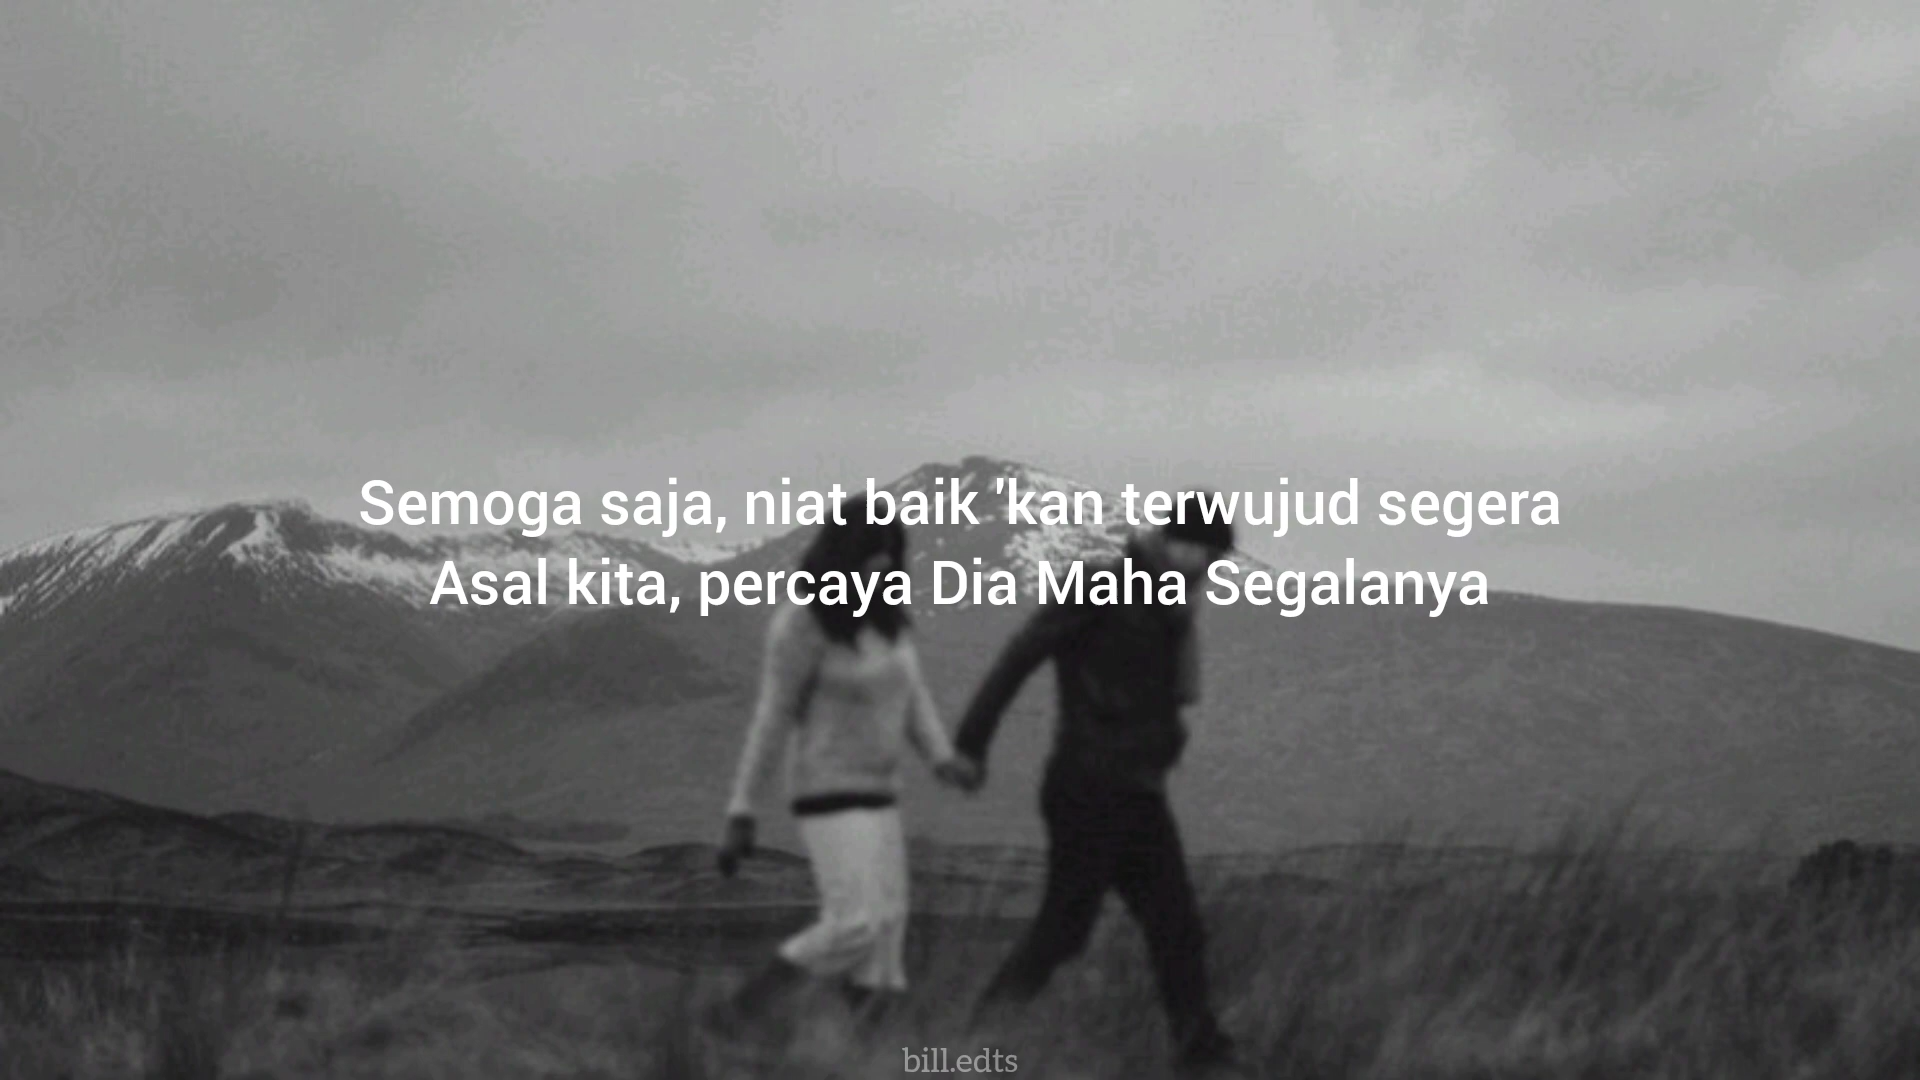 Semoga saja, niat baik 'kan terwujud segera
Asal kita, percaya Dia Maha Segalanya
bill.edts